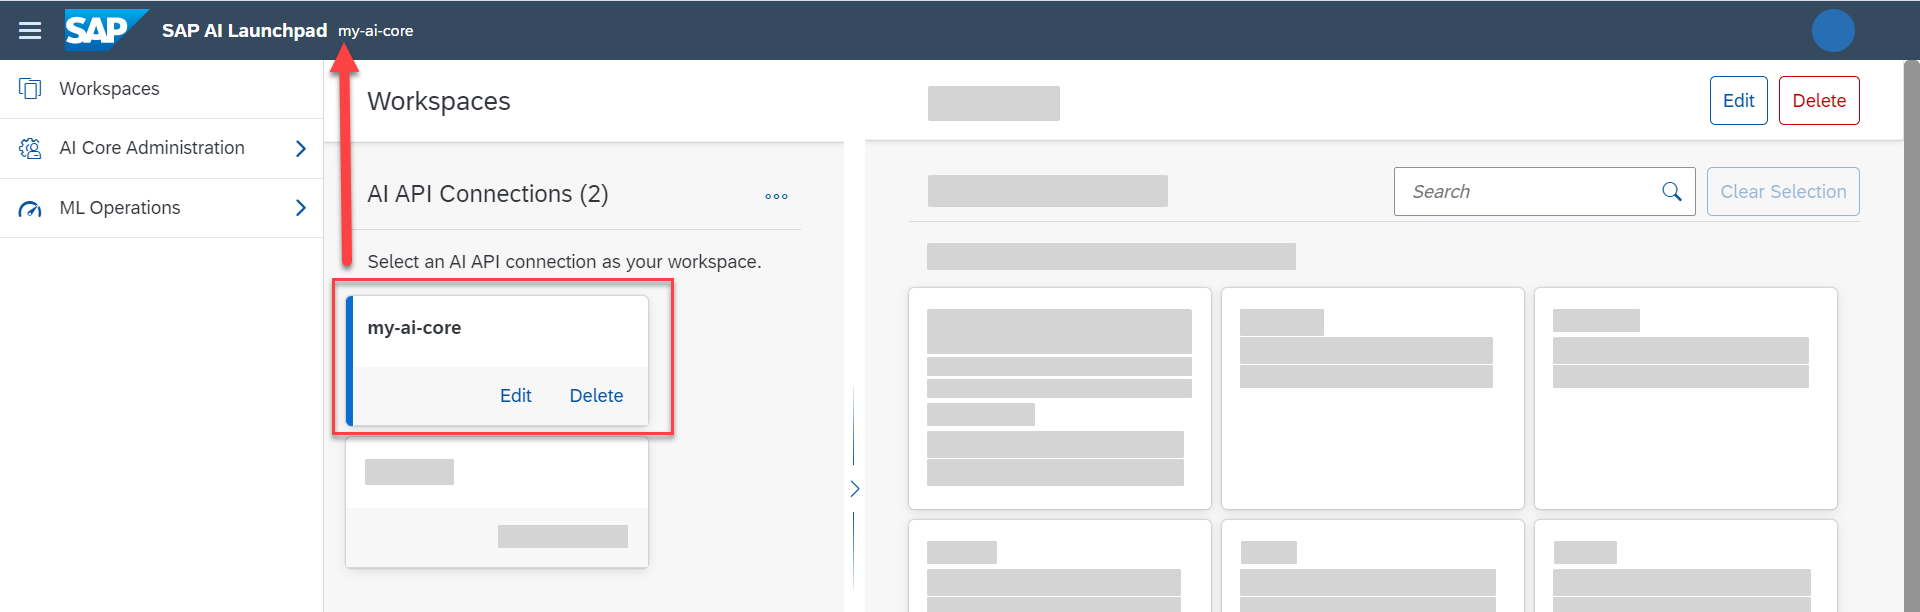 SAP SAP AI Launchpad my-ai-core
Workspaces
AI Core Administration
ML Operations
Workspaces
Edit Delete
AI API Connections (2)
Search Clear Selection
Select an AI API connection as your workspace.
my-ai-core
Edit Delete